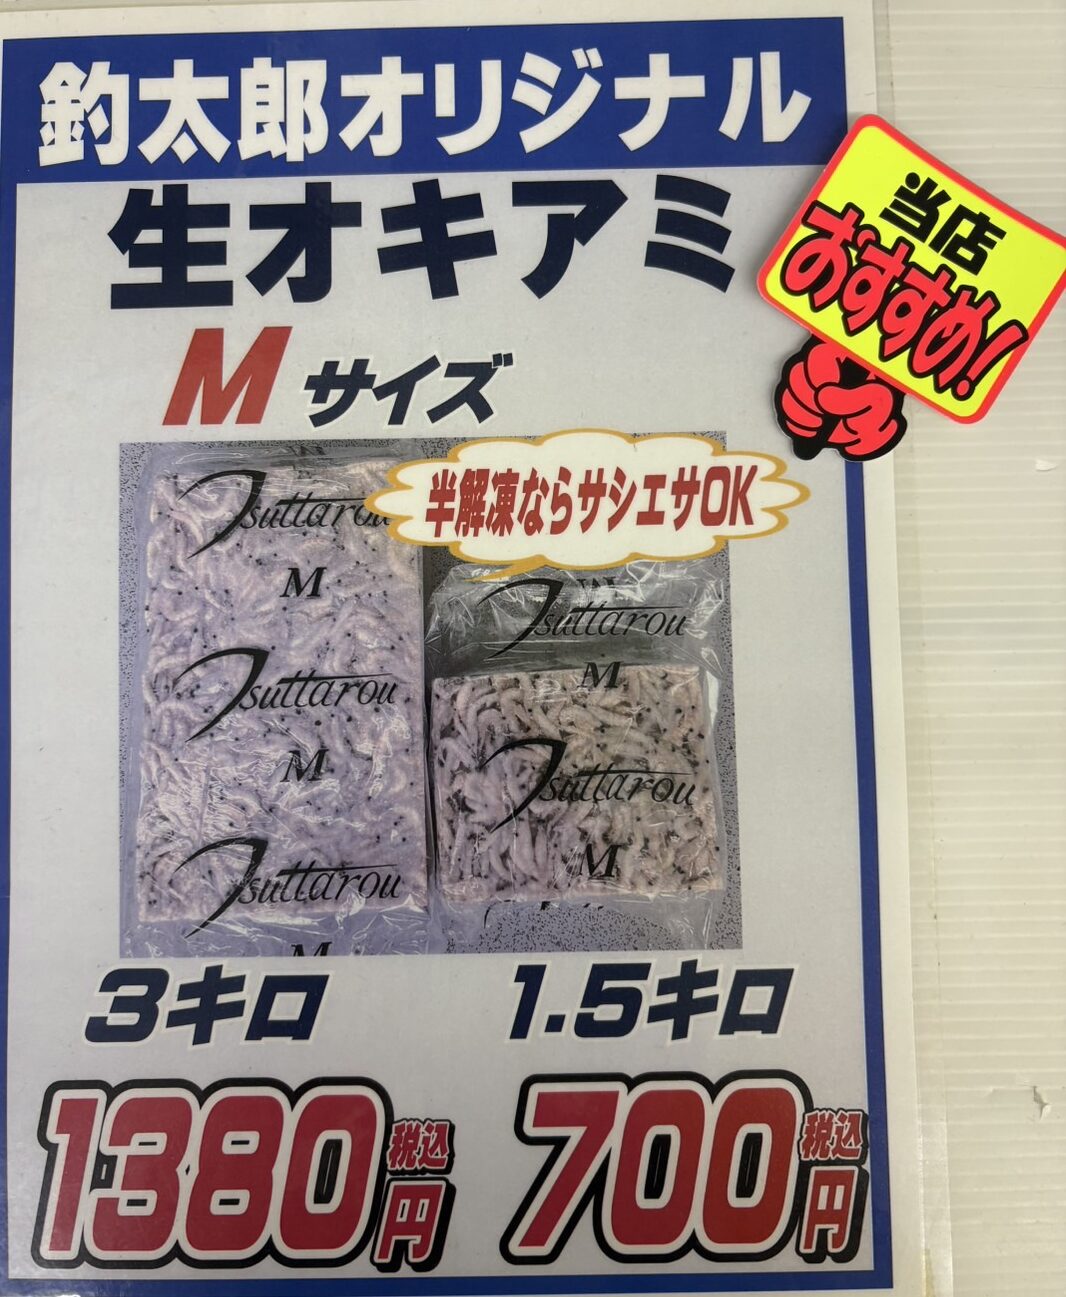 釣太郎オリジナル
生オキアミ
当店
おすすめ!
Mサイズ
半解凍ならサシエサOK
Tsuttarou
M
Tsuttarou
M
Tsuttarou
M
Tsuttarou
M
Tsuttarou
M
3キロ
1.5キロ
1380税込円
700税込円